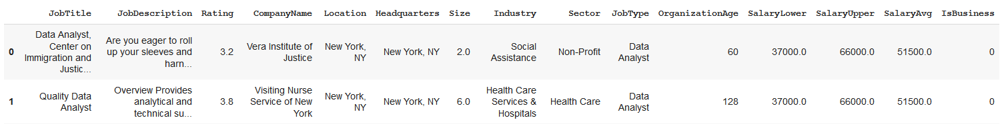 JobTitle JobDescription Rating CompanyName Location Headquarters Size Industry Sector JobType OrganizationAge SalaryLower SalaryUpper SalaryAvg IsBusiness
0 Data Analyst, Center on Immigration and Justic... Are you eager to roll up your sleeves and harn... 3.2 Vera Institute of Justice New York, NY New York, NY 2.0 Social Assistance Non-Profit Data Analyst 60 37000.0 66000.0 51500.0 0
1 Quality Data Analyst Overview Provides analytical and technical su... 3.8 Visiting Nurse Service of New York New York, NY New York, NY 6.0 Health Care Services & Hospitals Health Care Data Analyst 128 37000.0 66000.0 51500.0 0